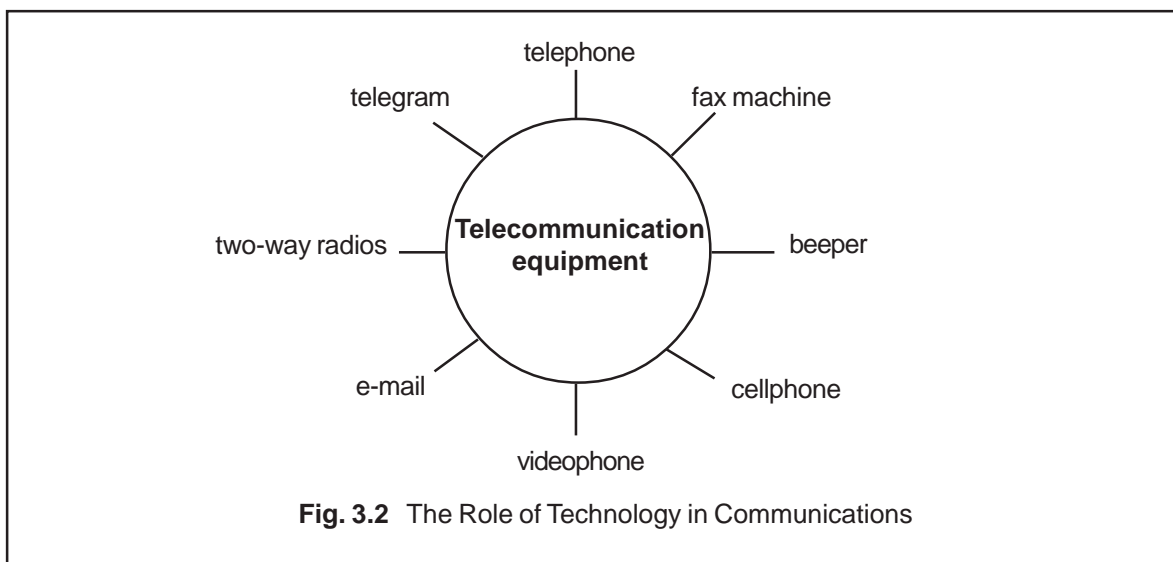 telephone
telegram
fax machine
Telecommunication
equipment
two-way radios
beeper
e-mail
cellphone
videophone
Fig. 3.2 The Role of Technology in Communications